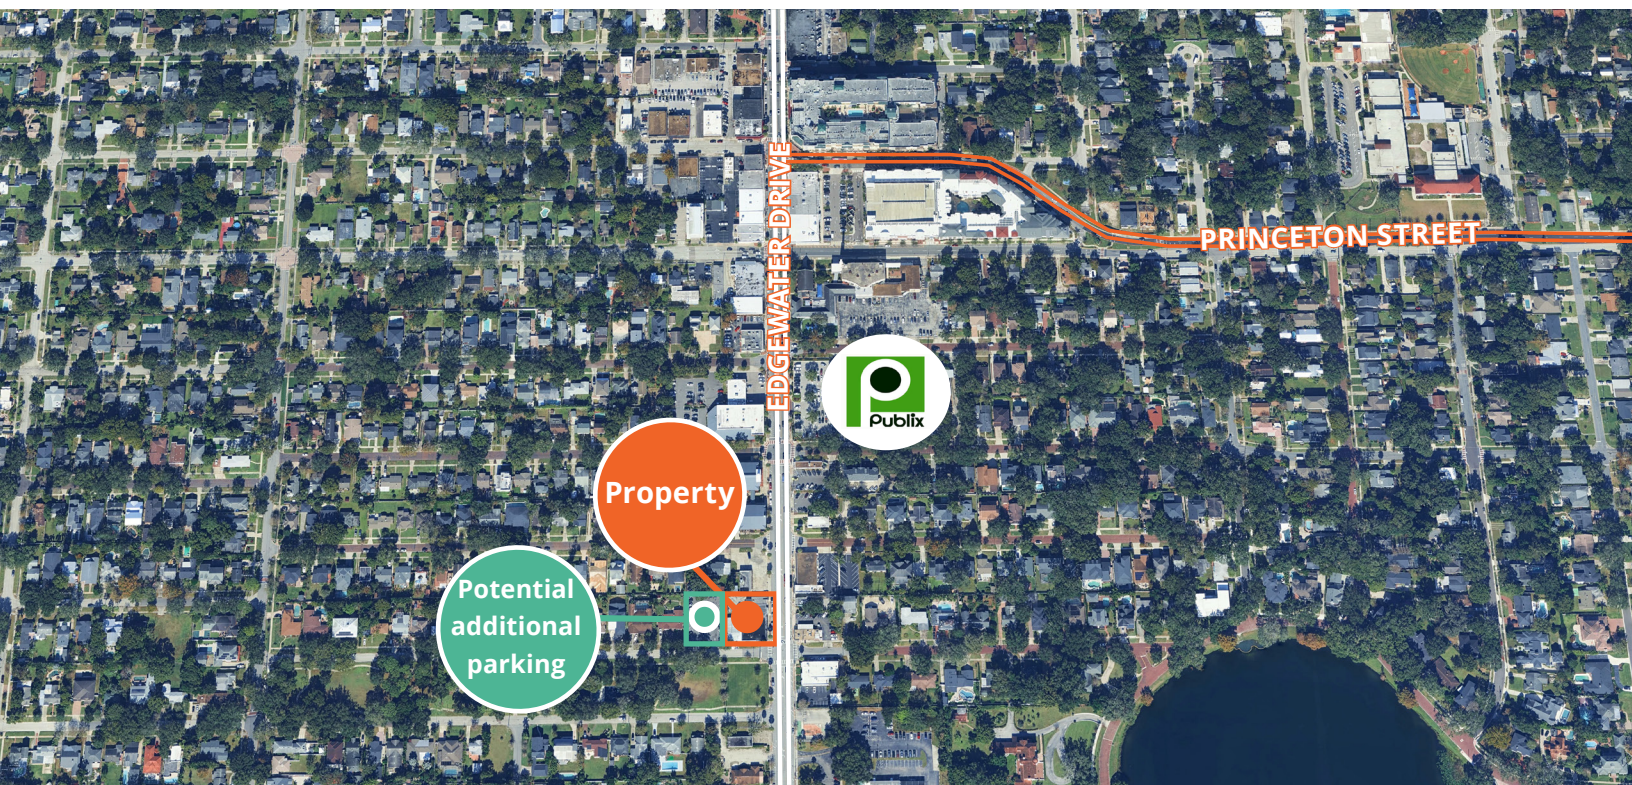 EDGEWATER DRIVE
PRINCETON STREET
Publix
Property
Potential
additional
parking